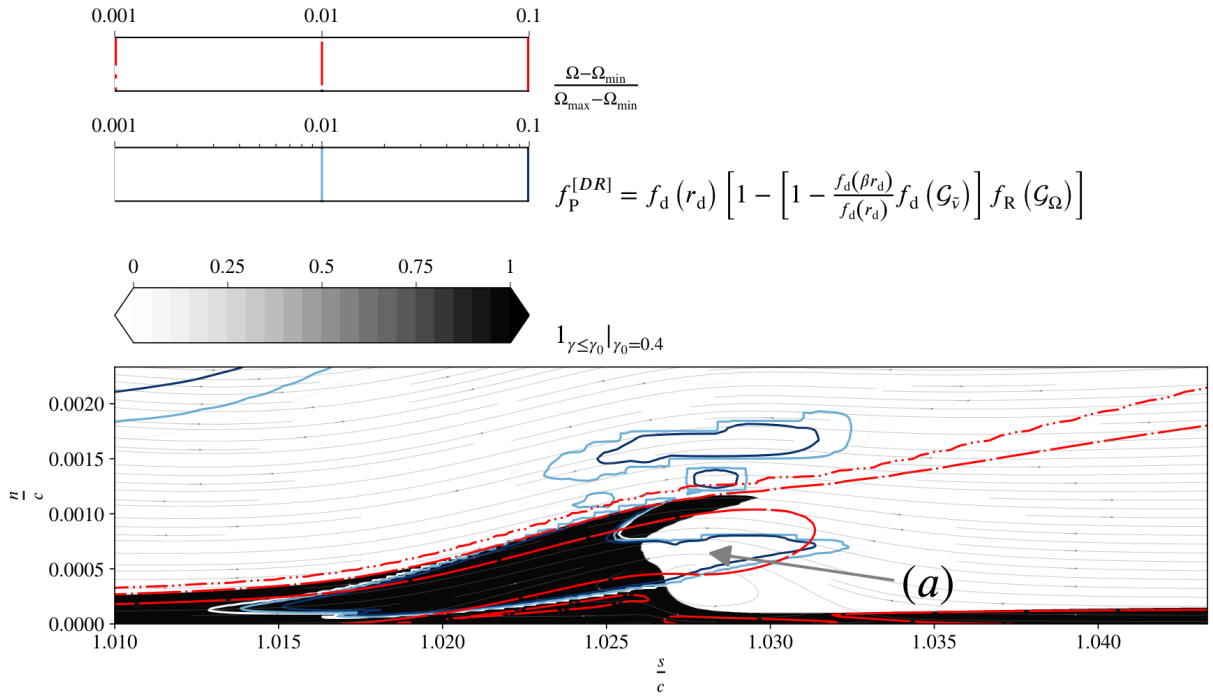 0.001 0.01 0.1
Ω−Ω_min / Ω_max−Ω_min
0.001 0.01 0.1
f_P^[DR] = f_d (r_d) [1 − [1 − f_d(βr_d) / f_d(r_d) f_d (𝒢_ṽ)] f_R (𝒢_Ω)]
0 0.25 0.5 0.75 1
1_γ≤γ₀|_γ₀=0.4
0.0020
0.0015
n/c
0.0010
0.0005
(a)
0.0000
1.010 1.015 1.020 1.025 1.030 1.035 1.040
s/c